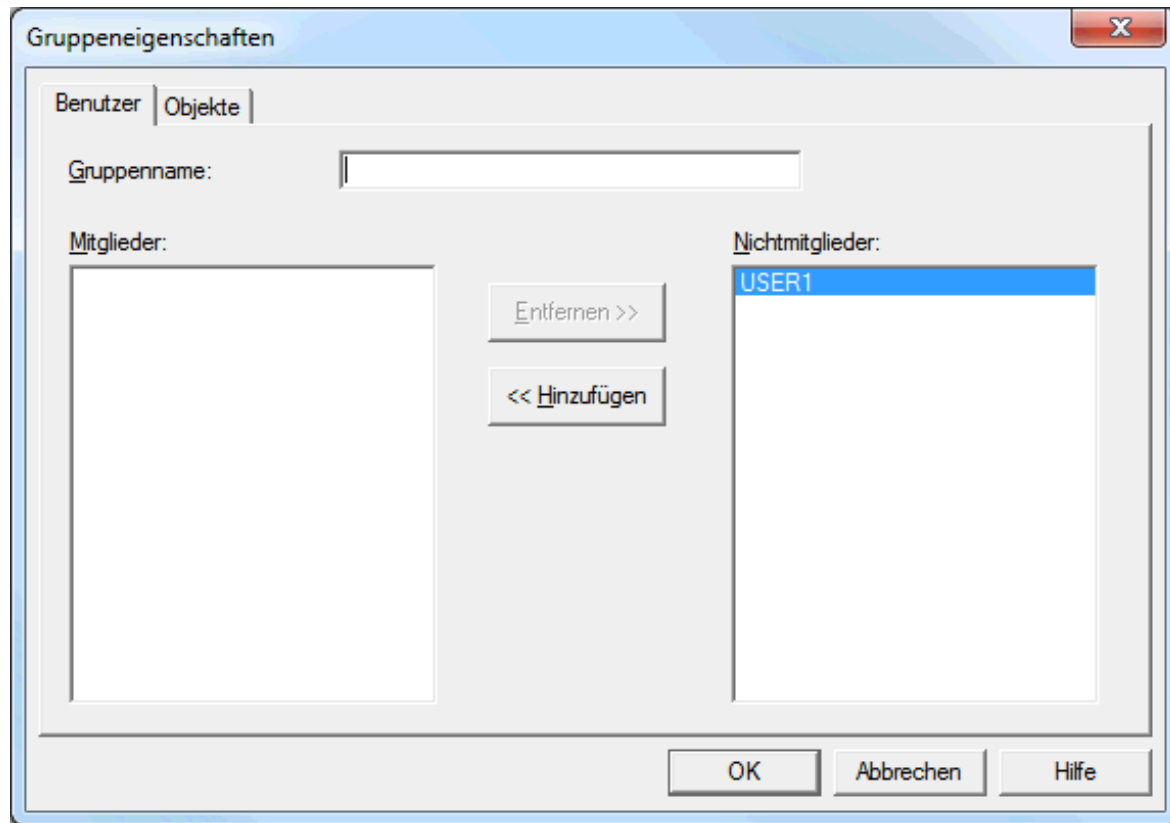 Gruppeneigenschaften
Benutzer Objekte
Gruppenname:
Mitglieder: Nichtmitglieder:
USER1
Entfernen >>
<< Hinzufügen
OK Abbrechen Hilfe